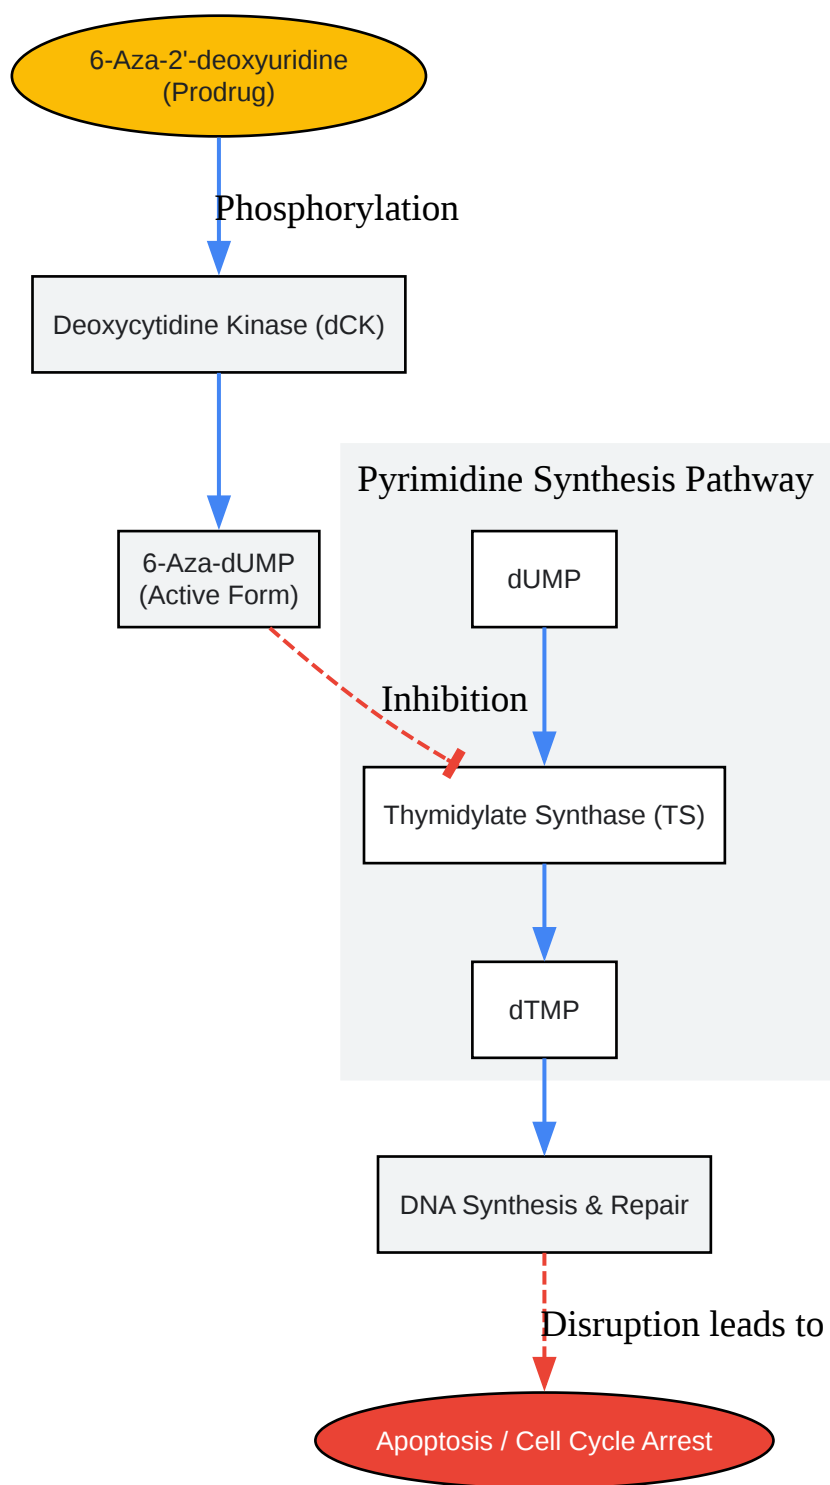 6-Aza-2'-deoxyuridine
(Prodrug)
Phosphorylation
Deoxycytidine Kinase (dCK)
Pyrimidine Synthesis Pathway
6-Aza-dUMP
(Active Form)
dUMP
Inhibition
Thymidylate Synthase (TS)
dTMP
DNA Synthesis & Repair
Disruption leads to
Apoptosis / Cell Cycle Arrest